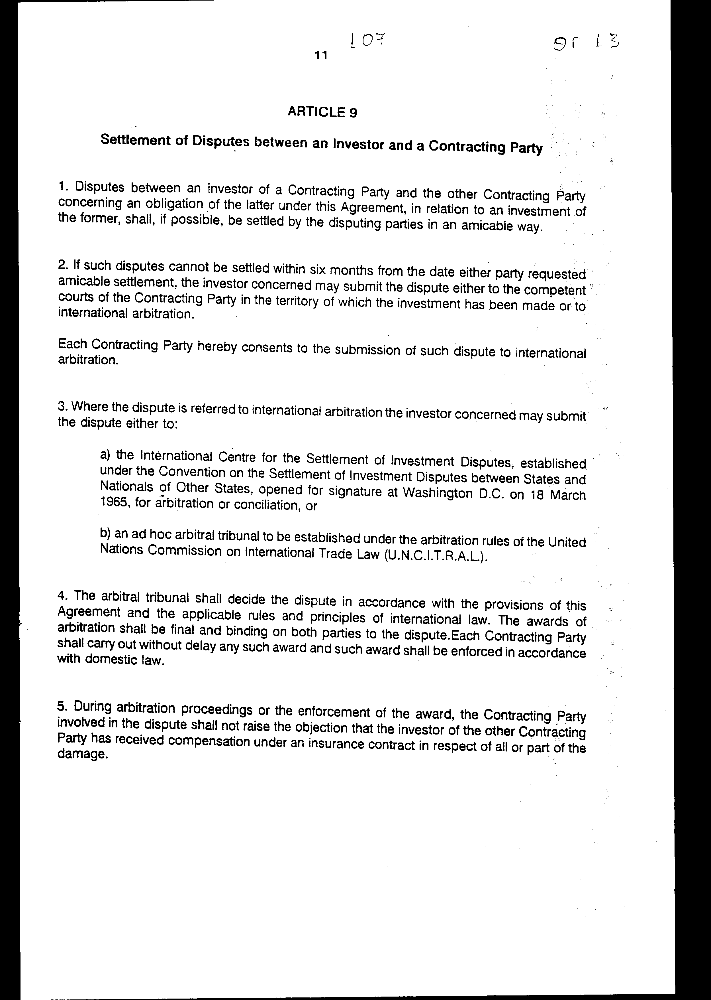 107
θΓ 13
11
ARTICLE 9
Settlement of Disputes between an Investor and a Contracting Party
1. Disputes between an investor of a Contracting Party and the other Contracting Party
concerning an obligation of the latter under this Agreement, in relation to an investment of
the former, shall, if possible, be settled by the disputing parties in an amicable way.
2. If such disputes cannot be settled within six months from the date either party requested
amicable settlement, the investor concerned may submit the dispute either to the competent
courts of the Contracting Party in the territory of which the investment has been made or to
international arbitration.
Each Contracting Party hereby consents to the submission of such dispute to international
arbitration.
3. Where the dispute is referred to international arbitration the investor concerned may submit
the dispute either to:
a) the International Centre for the Settlement of Investment Disputes, established
under the Convention on the Settlement of Investment Disputes between States and
Nationals of Other States, opened for signature at Washington D.C. on 18 March
1965, for arbitration or conciliation, or
b) an ad hoc arbitral tribunal to be established under the arbitration rules of the United
Nations Commission on International Trade Law (U.N.C.I.T.R.A.L.).
4. The arbitral tribunal shall decide the dispute in accordance with the provisions of this
Agreement and the applicable rules and principles of international law. The awards of
arbitration shall be final and binding on both parties to the dispute.Each Contracting Party
shall carry out without delay any such award and such award shall be enforced in accordance
with domestic law.
5. During arbitration proceedings or the enforcement of the award, the Contracting Party
involved in the dispute shall not raise the objection that the investor of the other Contracting
Party has received compensation under an insurance contract in respect of all or part of the
damage.